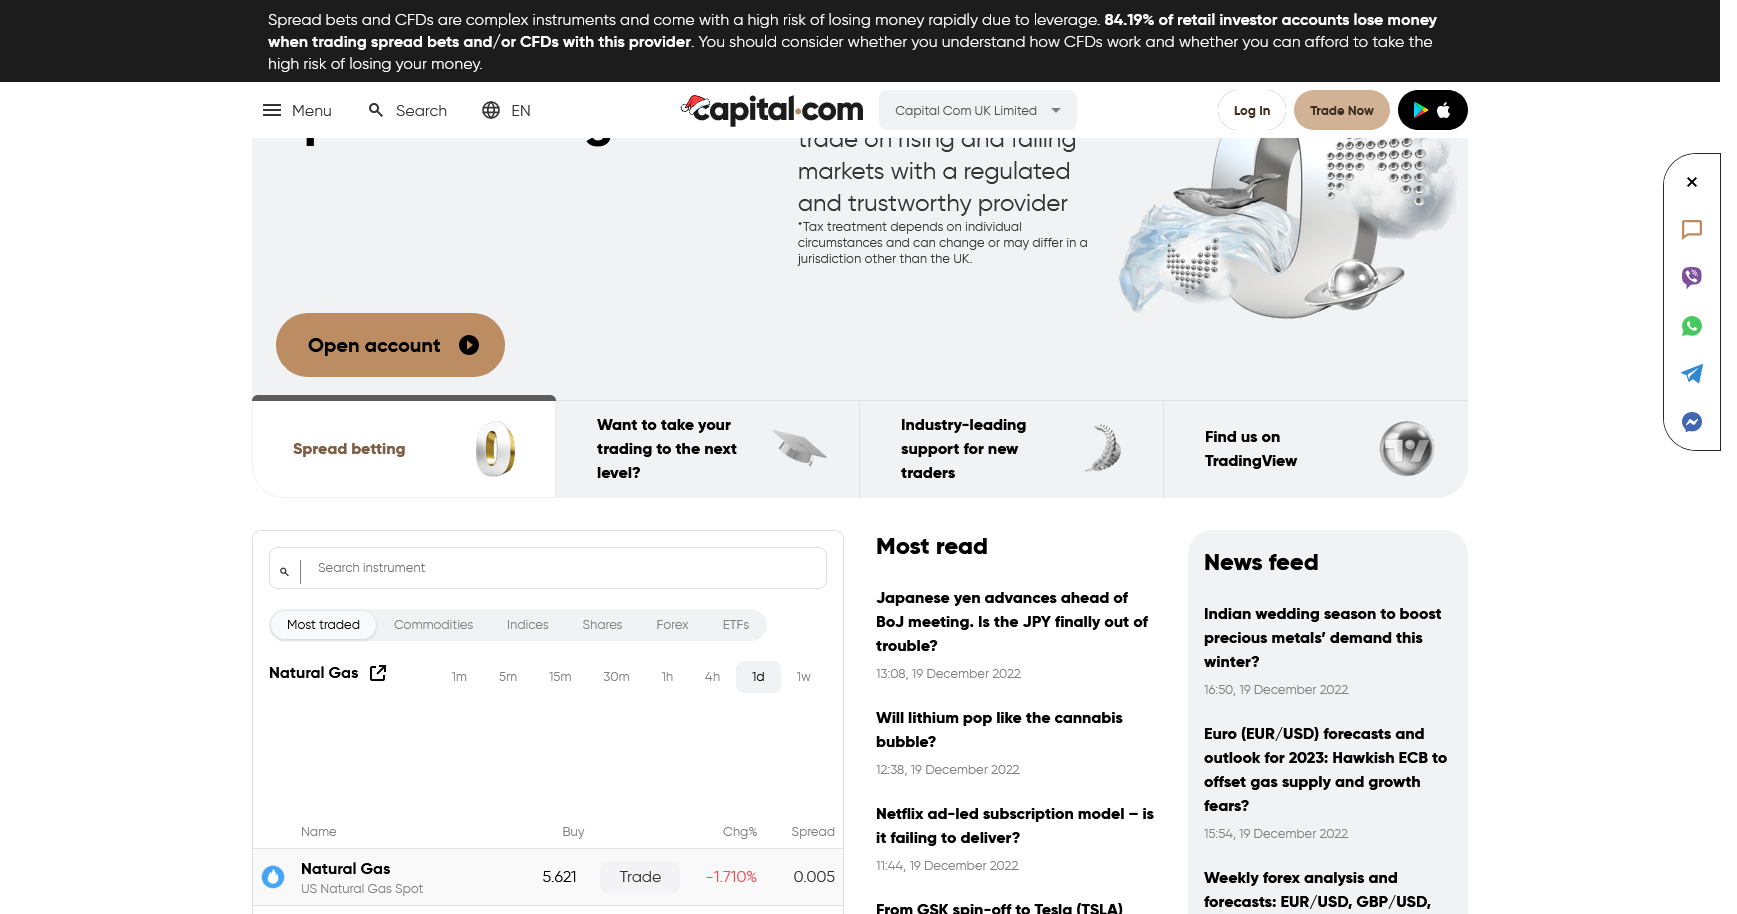 Spread bets and CFDs are complex instruments and come with a high risk of losing money rapidly due to leverage. 84.19% of retail investor accounts lose money
when trading spread bets and/or CFDs with this provider. You should consider whether you understand how CFDs work and whether you can afford to take the
high risk of losing your money.
Menu
Search
EN
capital.com
Capital Com UK Limited
Log In
Trade Now
trade on rising and falling
markets with a regulated
and trustworthy provider
*Tax treatment depends on individual
circumstances and can change or may differ in a
jurisdiction other than the UK.
Open account
Spread betting
Want to take your
trading to the next
level?
Industry-leading
support for new
traders
Find us on
TradingView
Search instrument
Most traded
Commodities
Indices
Shares
Forex
ETFs
Natural Gas
1m
5m
15m
30m
1h
4h
1d
1w
Name
Buy
Chg%
Spread
Natural Gas
US Natural Gas Spot
5.621
Trade
-1.710%
0.005
Most read
Japanese yen advances ahead of
BoJ meeting. Is the JPY finally out of
trouble?
13:08, 19 December 2022
Will lithium pop like the cannabis
bubble?
12:38, 19 December 2022
Netflix ad-led subscription model – is
it failing to deliver?
11:44, 19 December 2022
From GSK spin-off to Tesla (TSLA)
News feed
Indian wedding season to boost
precious metals’ demand this
winter?
16:50, 19 December 2022
Euro (EUR/USD) forecasts and
outlook for 2023: Hawkish ECB to
offset gas supply and growth
fears?
15:54, 19 December 2022
Weekly forex analysis and
forecasts: EUR/USD, GBP/USD,